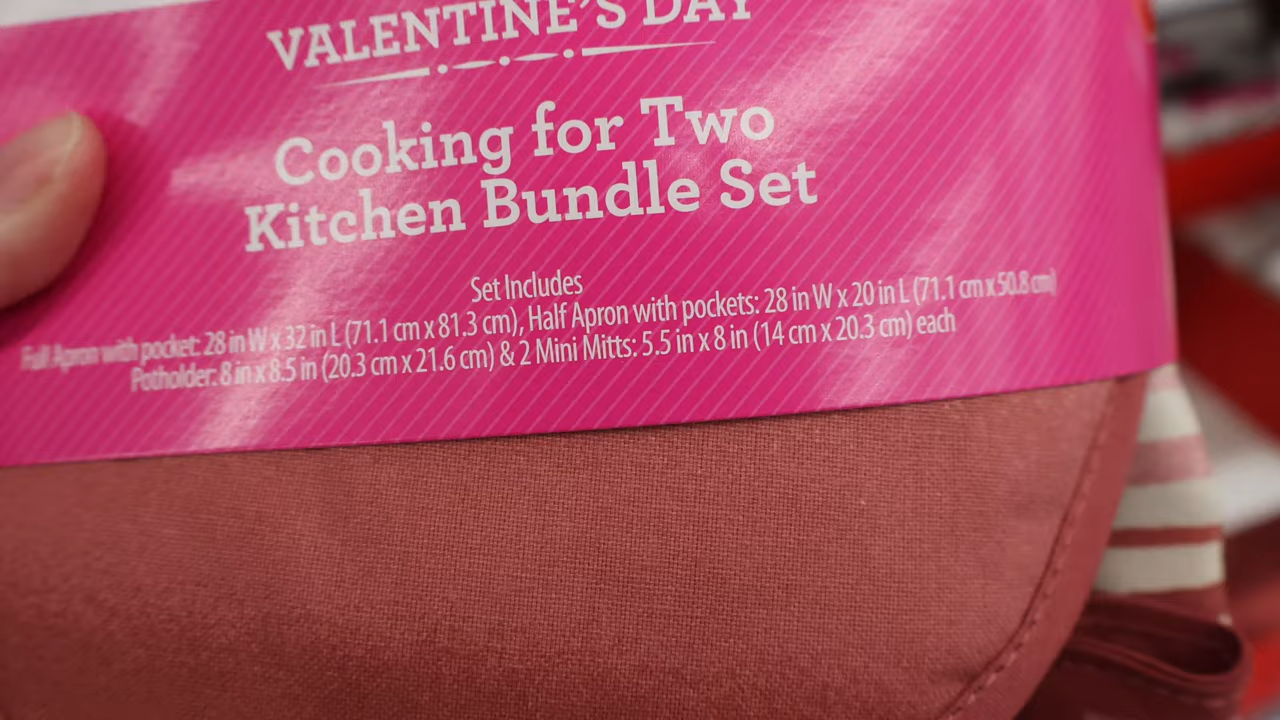 VALENTINE'S DAY
Cooking for Two
Kitchen Bundle Set
Set Includes
Full Apron with pocket: 28 in W x 32 in L (71.1 cm x 81.3 cm), Half Apron with pockets: 28 in W x 20 in L (71.1 cm x 50.8 cm)
Potholder: 8 in x 8.5 in (20.3 cm x 21.6 cm) & 2 Mini Mitts: 5.5 in x 8 in (14 cm x 20.3 cm) each